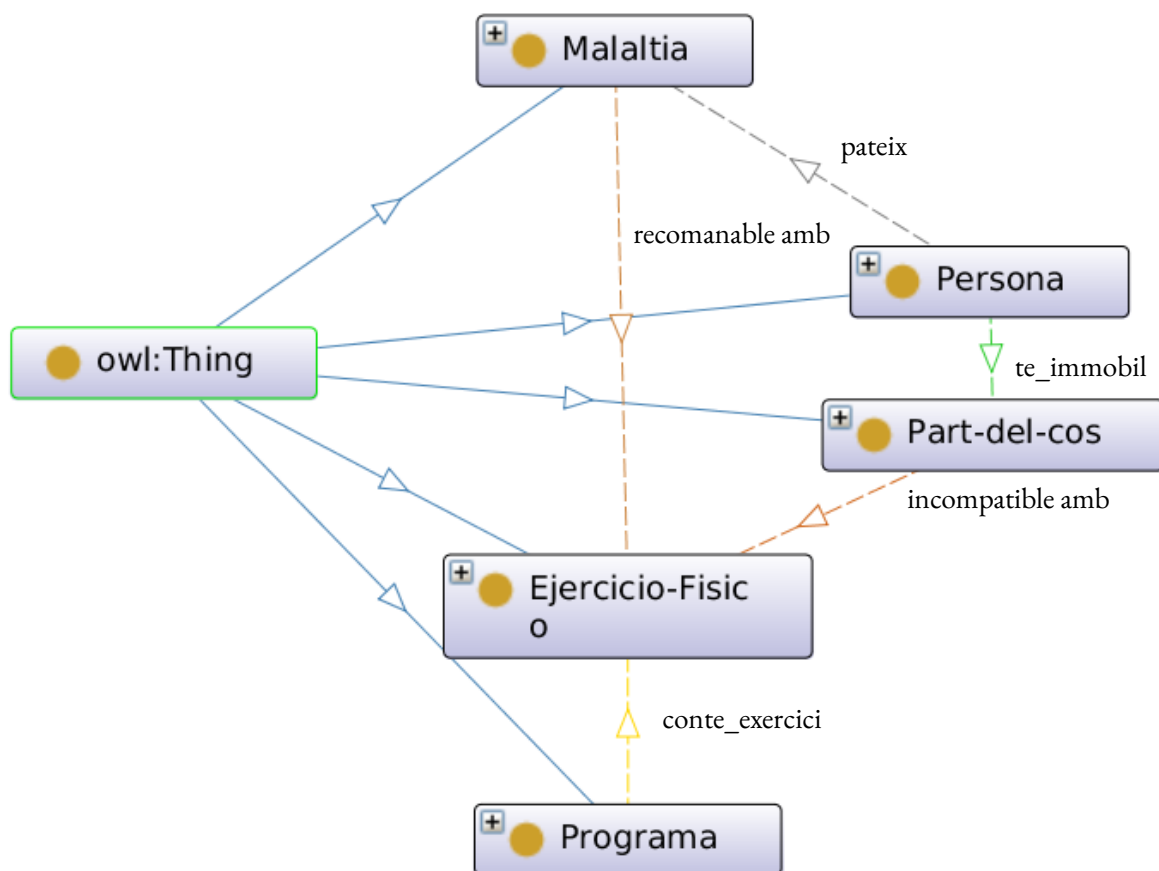 Malaltia
pateix
recomanable amb
Persona
owl:Thing
te_immobil
Part-del-cos
incompatible amb
Ejercicio-Fisic
o
conte_exercici
Programa